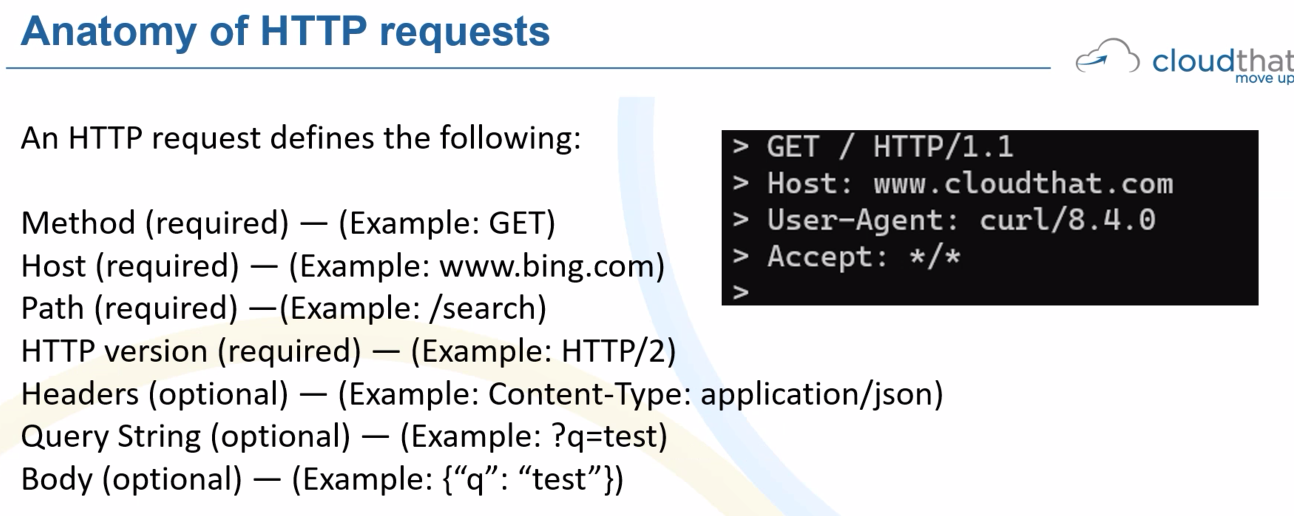 Anatomy of HTTP requests
cloudthat
move up
An HTTP request defines the following:
Method (required) — (Example: GET)
Host (required) — (Example: www.bing.com)
Path (required) —(Example: /search)
HTTP version (required) — (Example: HTTP/2)
Headers (optional) — (Example: Content-Type: application/json)
Query String (optional) — (Example: ?q=test)
Body (optional) — (Example: {“q”: “test”})
> GET / HTTP/1.1
> Host: www.cloudthat.com
> User-Agent: curl/8.4.0
> Accept: */*
>